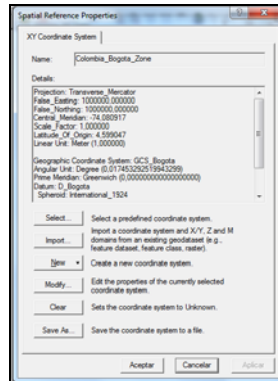 Spatial Reference Properties
XY Coordinate System
Name: Colombia_Bogota_Zone
Details:
Projection: Transverse_Mercator
False_Easting: 1000000,000000
False_Northing: 1000000,000000
Central_Meridian: -74,080917
Scale_Factor: 1,000000
Latitude_Of_Origin: 4,599047
Linear Unit: Meter (1,000000)
Geographic Coordinate System: GCS_Bogota
Angular Unit: Degree (0,017453292519943299)
Prime Meridian: Greenwich (0,000000000000000000)
Datum: D_Bogota
Spheroid: International_1924
Select... Select a predefined coordinate system.
Import... Import a coordinate system and X/Y, Z and M domains from an existing geodataset (e.g., feature dataset, feature class, raster).
New Create a new coordinate system.
Modify... Edit the properties of the currently selected coordinate system.
Clear Sets the coordinate system to Unknown.
Save As... Save the coordinate system to a file.
Aceptar Cancelar Aplicar